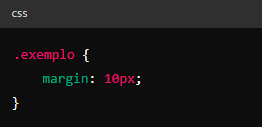 css
.exemplo {
    margin: 10px;
}